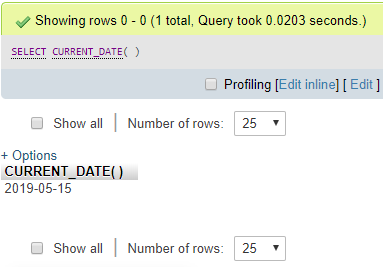 Showing rows 0 - 0 (1 total, Query took 0.0203 seconds.)
SELECT CURRENT_DATE( )
Profiling [Edit inline] [ Edit ]
Show all Number of rows: 25
+ Options
CURRENT_DATE( )
2019-05-15
Show all Number of rows: 25